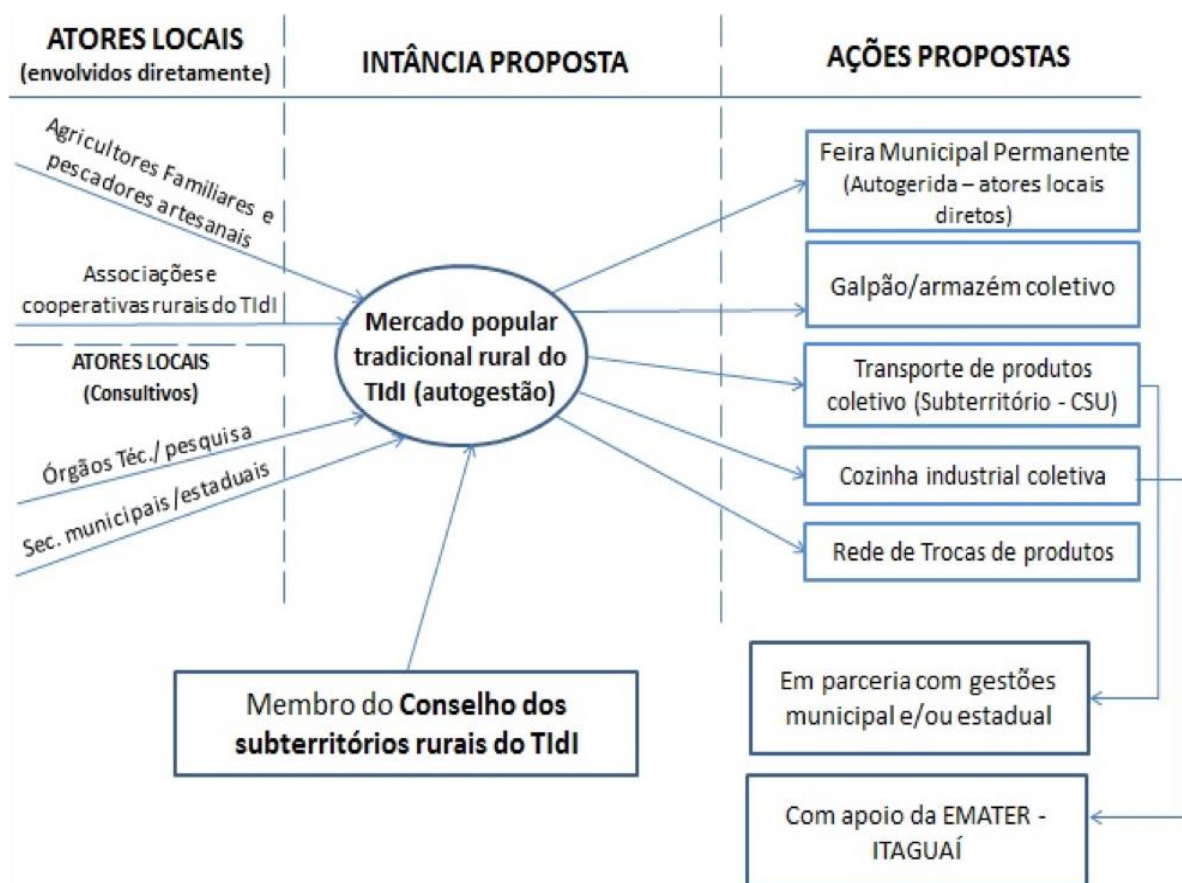 ATORES LOCAIS
(envolvidos diretamente)
INTÂNCIA PROPOSTA
AÇÕES PROPOSTAS
Agricultores Familiares e
pescadores artesanais
Associações e
cooperativas rurais do TIdI
ATORES LOCAIS
(Consultivos)
Órgãos Téc./ pesquisa
Sec. municipais/estaduais
Mercado popular
tradicional rural do
TIdI (autogestão)
Membro do Conselho dos
subterritórios rurais do TIdI
Feira Municipal Permanente
(Autogerida – atores locais
diretos)
Galpão/armazém coletivo
Transporte de produtos
coletivo (Subterritório - CSU)
Cozinha industrial coletiva
Rede de Trocas de produtos
Em parceria com gestões
municipal e/ou estadual
Com apoio da EMATER -
ITAGUAÍ